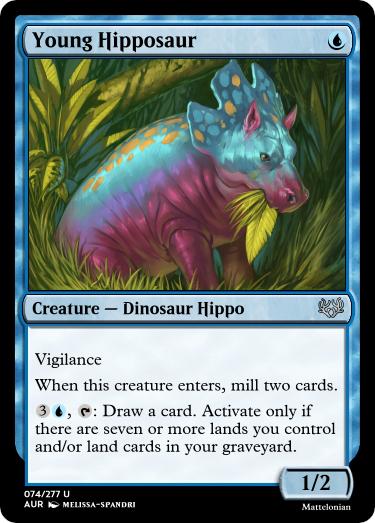 Young Hipposaur
Creature — Dinosaur Hippo
Vigilance
When this creature enters, mill two cards.
3, : Draw a card. Activate only if
there are seven or more lands you control
and/or land cards in your graveyard.
1/2
074/277 U
AUR MELISSA-SPANDRI
Mattelonian